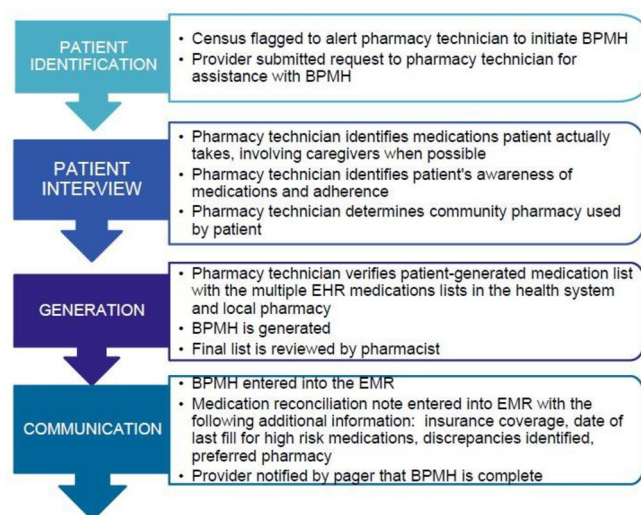 PATIENT
IDENTIFICATION
• Census flagged to alert pharmacy technician to initiate BPMH
• Provider submitted request to pharmacy technician for
assistance with BPMH
PATIENT
INTERVIEW
• Pharmacy technician identifies medications patient actually
takes, involving caregivers when possible
• Pharmacy technician identifies patient's awareness of
medications and adherence
• Pharmacy technician determines community pharmacy used
by patient
GENERATION
• Pharmacy technician verifies patient-generated medication list
with the multiple EHR medications lists in the health system
and local pharmacy
• BPMH is generated
• Final list is reviewed by pharmacist
COMMUNICATION
• BPMH entered into the EMR
• Medication reconciliation note entered into EMR with the
following additional information: insurance coverage, date of
last fill for high risk medications, discrepancies identified,
preferred pharmacy
• Provider notified by pager that BPMH is complete